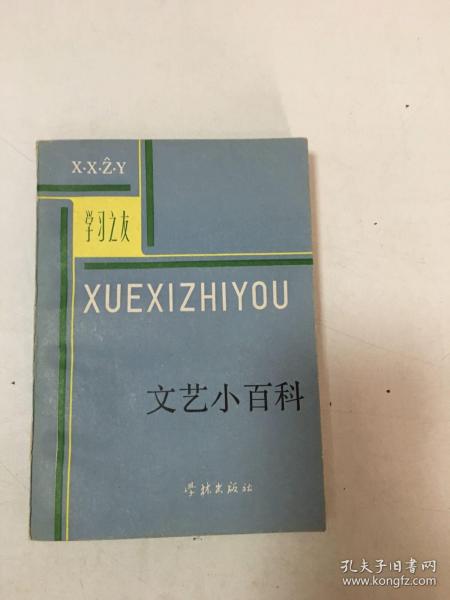 X·X·Ẑ·Y
学习之友
XUEXIZHIYOU
文艺小百科
学林出版社
孔夫子旧书网
www.kongfz.com